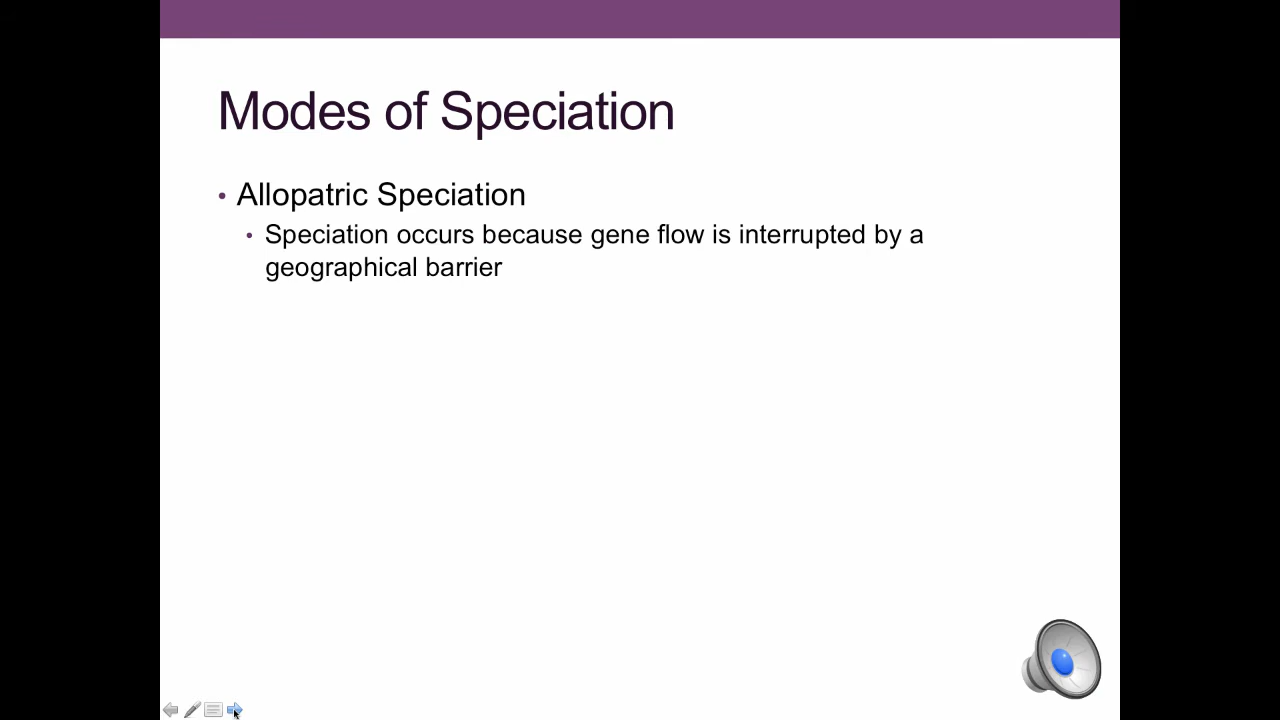 Modes of Speciation
• Allopatric Speciation
• Speciation occurs because gene flow is interrupted by a
geographical barrier